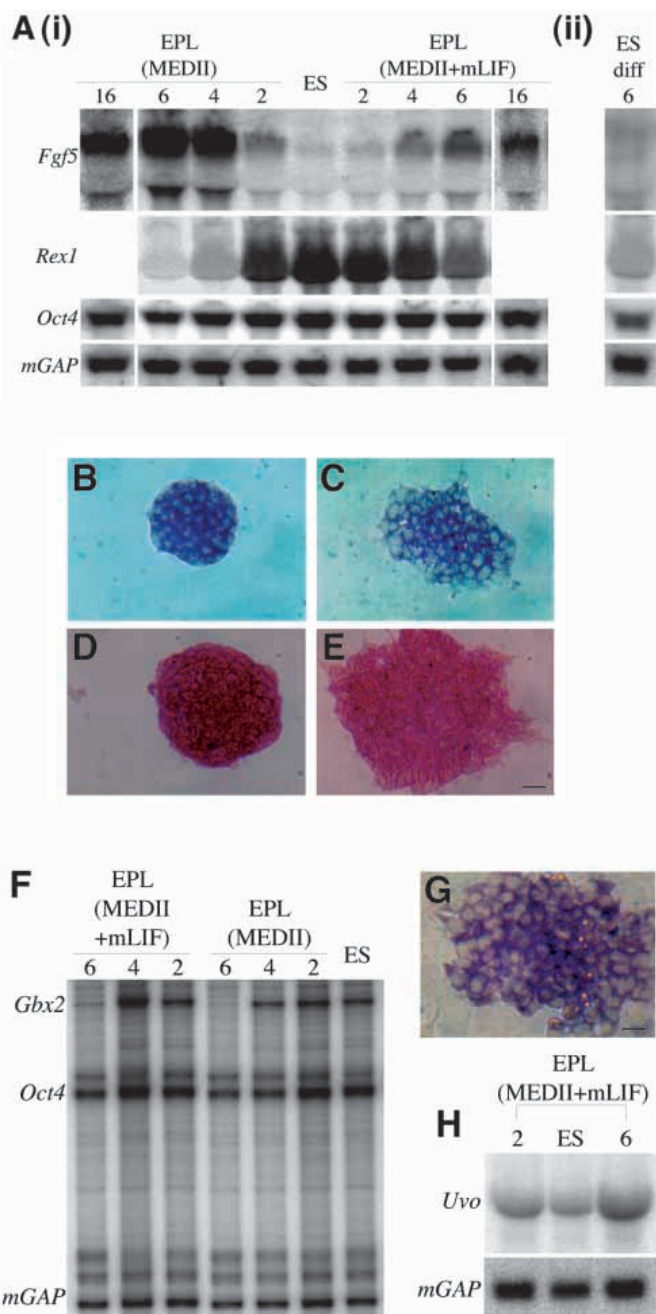 A (i) (ii)
EPL (MEDII) ES EPL (MEDII+mLIF) ES diff
16 6 4 2 2 4 6 16 6
Fgf5
Rex1
Oct4
mGAP
B C
D E
F
EPL (MEDII +mLIF) EPL (MEDII) ES
6 4 2 6 4 2
Gbx2
Oct4
mGAP
G
H
EPL
(MEDII+mLIF)
2 ES 6
Uvo
mGAP